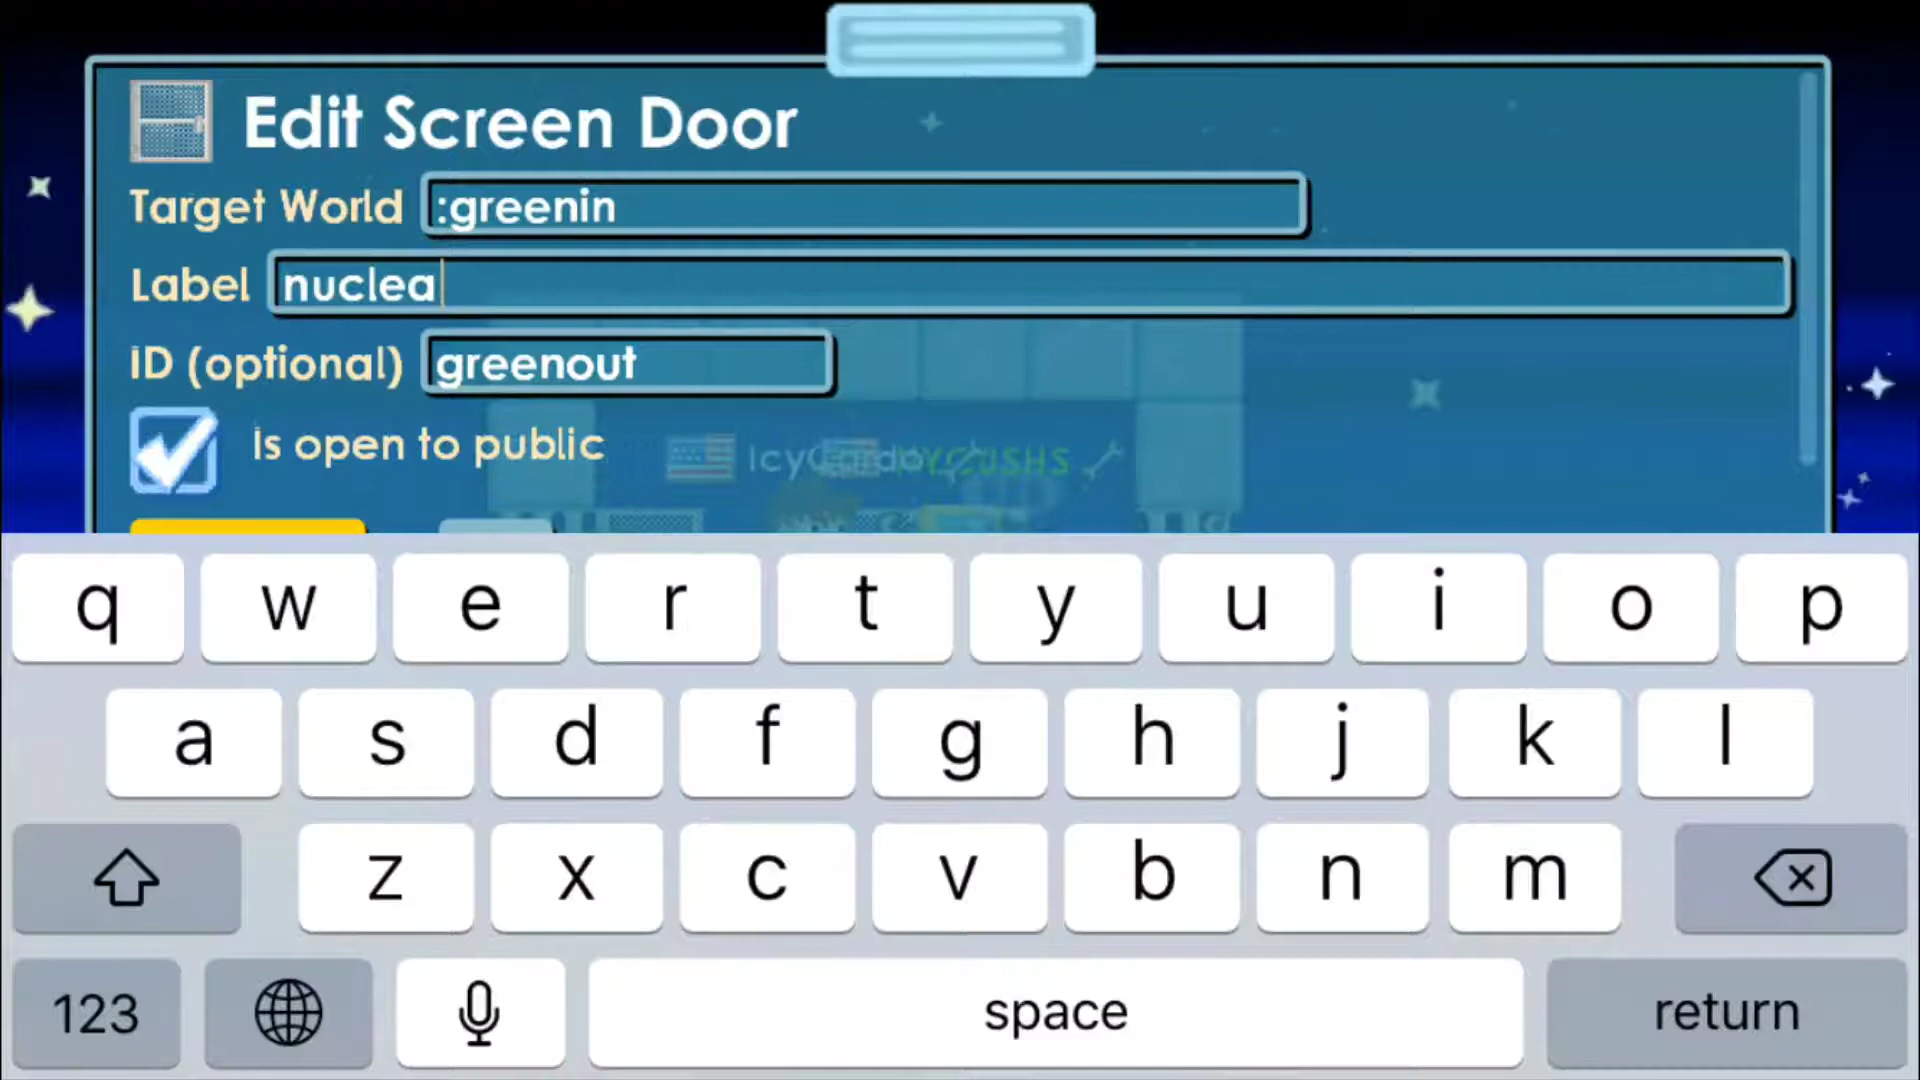 Edit Screen Door
Target World :greenin
Label nuclea
ID (optional) greenout
Is open to public
q w e r t y u i o p
a s d f g h j k l
z x c v b n m
123 space return